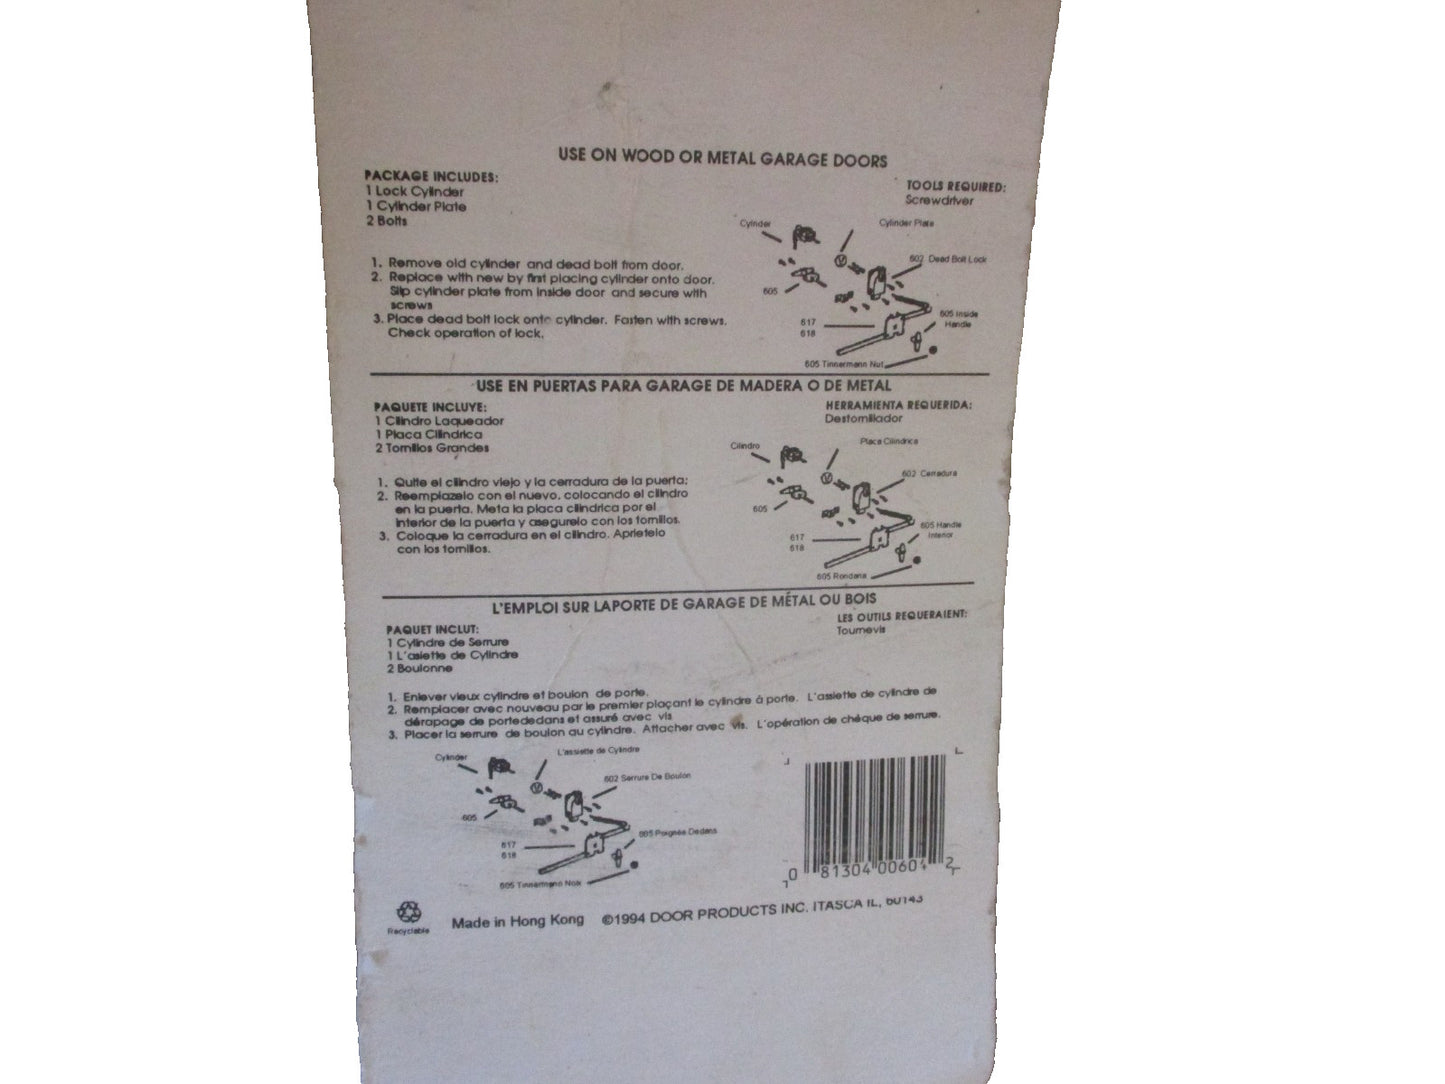 USE ON WOOD OR METAL GARAGE DOORS
PACKAGE INCLUDES:
1 Lock Cylinder
1 Cylinder Plate
2 Bolts
TOOLS REQUIRED:
Screwdriver
1. Remove old cylinder and dead bolt from door.
2. Replace with new by first placing cylinder onto door.
Slip cylinder plate from inside door and secure with
screws
3. Place dead bolt lock onto cylinder. Fasten with screws.
Check operation of lock.
Cylinder
Cylinder Plate
602 Dead Bolt Lock
605
617
618
605 Inside
Handle
605 Tinnermann Nut
USE EN PUERTAS PARA GARAGE DE MADERA O DE METAL
PAQUETE INCLUYE:
1 Cilindro Laqueador
1 Placa Cilindrica
2 Tornillos Grandes
HERRAMIENTA REQUERIDA:
Destornillador
1. Quite el cilindro viejo y la cerradura de la puerta:
2. Reemplazelo con el nuevo, colocando el cilindro
en la puerta. Meta la placa cilindrica por el
interior de la puerta y asegurelo con los tornillos.
3. Coloque la cerradura en el cilindro. Aprietelo
con los tornillos.
Cilindro
Placa Cilindrica
602 Cerradura
605
617
618
605 Handle
Interior
605 Rondana
L'EMPLOI SUR LAPORTE DE GARAGE DE MÉTAL OU BOIS
PAQUET INCLUT:
1 Cylindre de Serrure
1 L'asiette de Cylindre
2 Boulonne
LES OUTILS REQUERAIENT:
Tournevis
1. Enlever vieux cylindre et boulon de porte.
2. Remplacer avec nouveau par le premier plaçant le cylindre á porte. L'assiette de cylindre de
dérapage de portededans et assuré avec vis
3. Placer la serrure de boulon au cylindre. Attacher avec vis. L'opération de chéque de serrure.
Cylinder
L'assiette de Cylindre
602 Serrure De Boulon
605
617
618
605 Poignée Dedans
605 Tinnermann Noix
0 81304 00604 2
Recyclable
Made in Hong Kong ©1994 DOOR PRODUCTS INC. ITASCA IL, 60143